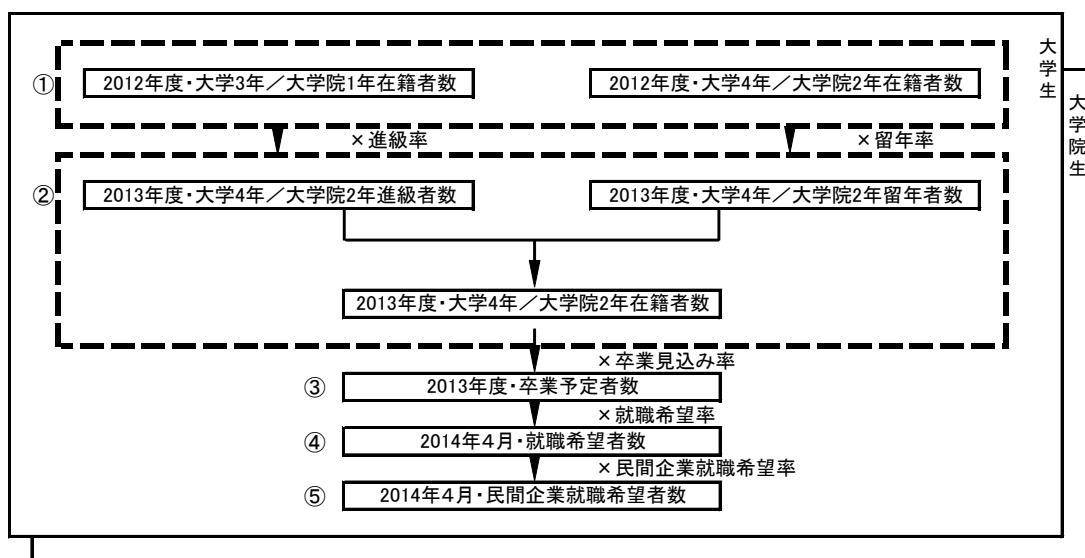 ①
2012年度・大学3年／大学院1年在籍者数
2012年度・大学4年／大学院2年在籍者数
×進級率
×留年率
②
2013年度・大学4年／大学院2年進級者数
2013年度・大学4年／大学院2年留年者数
2013年度・大学4年／大学院2年在籍者数
×卒業見込み率
③
2013年度・卒業予定者数
×就職希望率
④
2014年４月・就職希望者数
×民間企業就職希望率
⑤
2014年４月・民間企業就職希望者数
大学生
大学院生